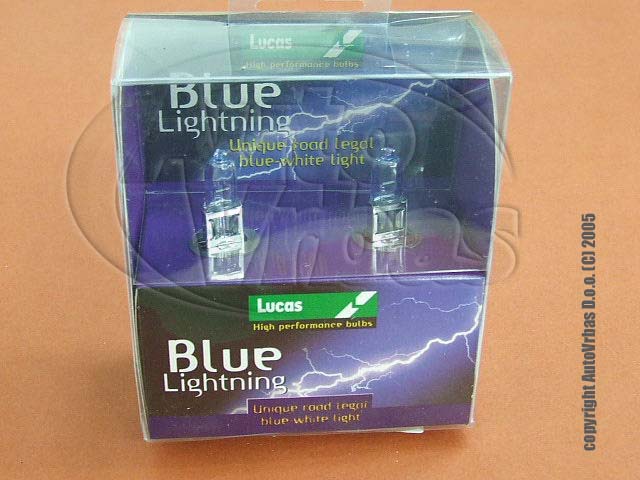 Lucas
High performance bulbs
Blue
Lightning
Unique road legal
blue-white light
Lucas
High performance bulbs
Blue
Lightning
Unique road legal
blue-white light
copyright AutoVrbas D.o.o. (C) 2005